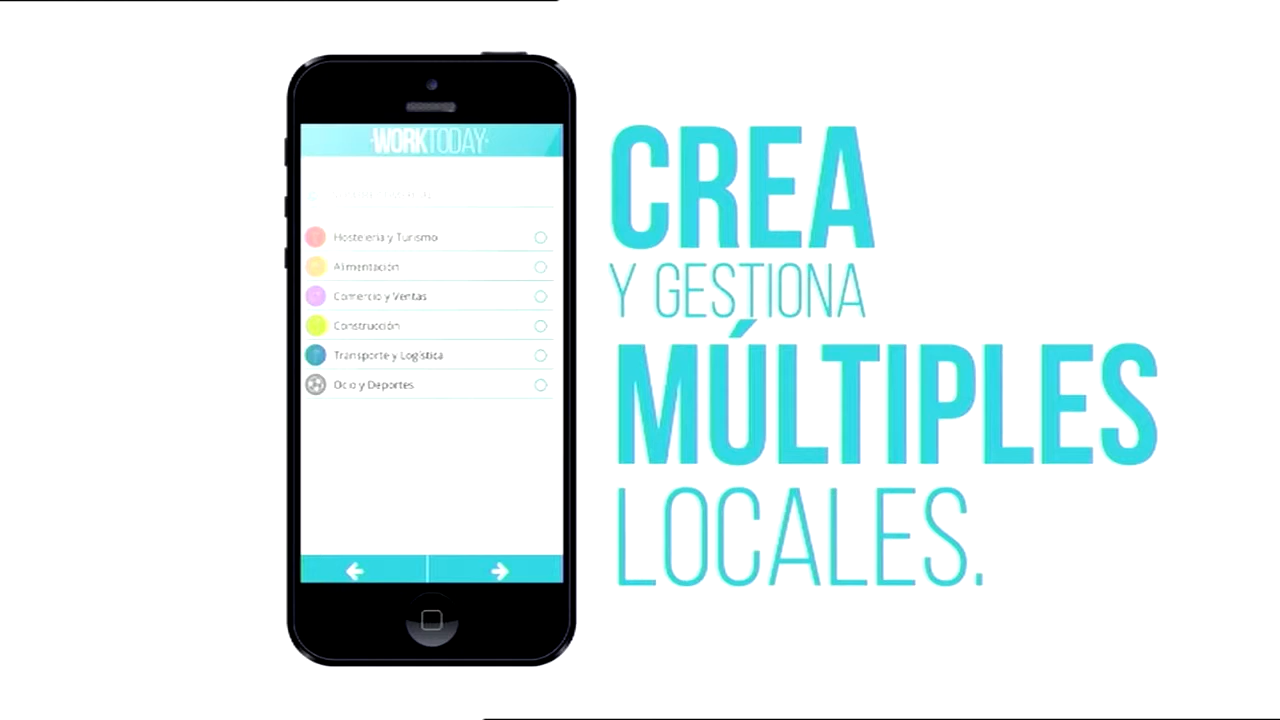 WORKTODAY
Hostelería y Turismo
Alimentación
Comercio y Ventas
Construcción
Transporte y Logística
Ocio y Deportes
CREA
Y GESTIONA
MÚLTIPLES
LOCALES.